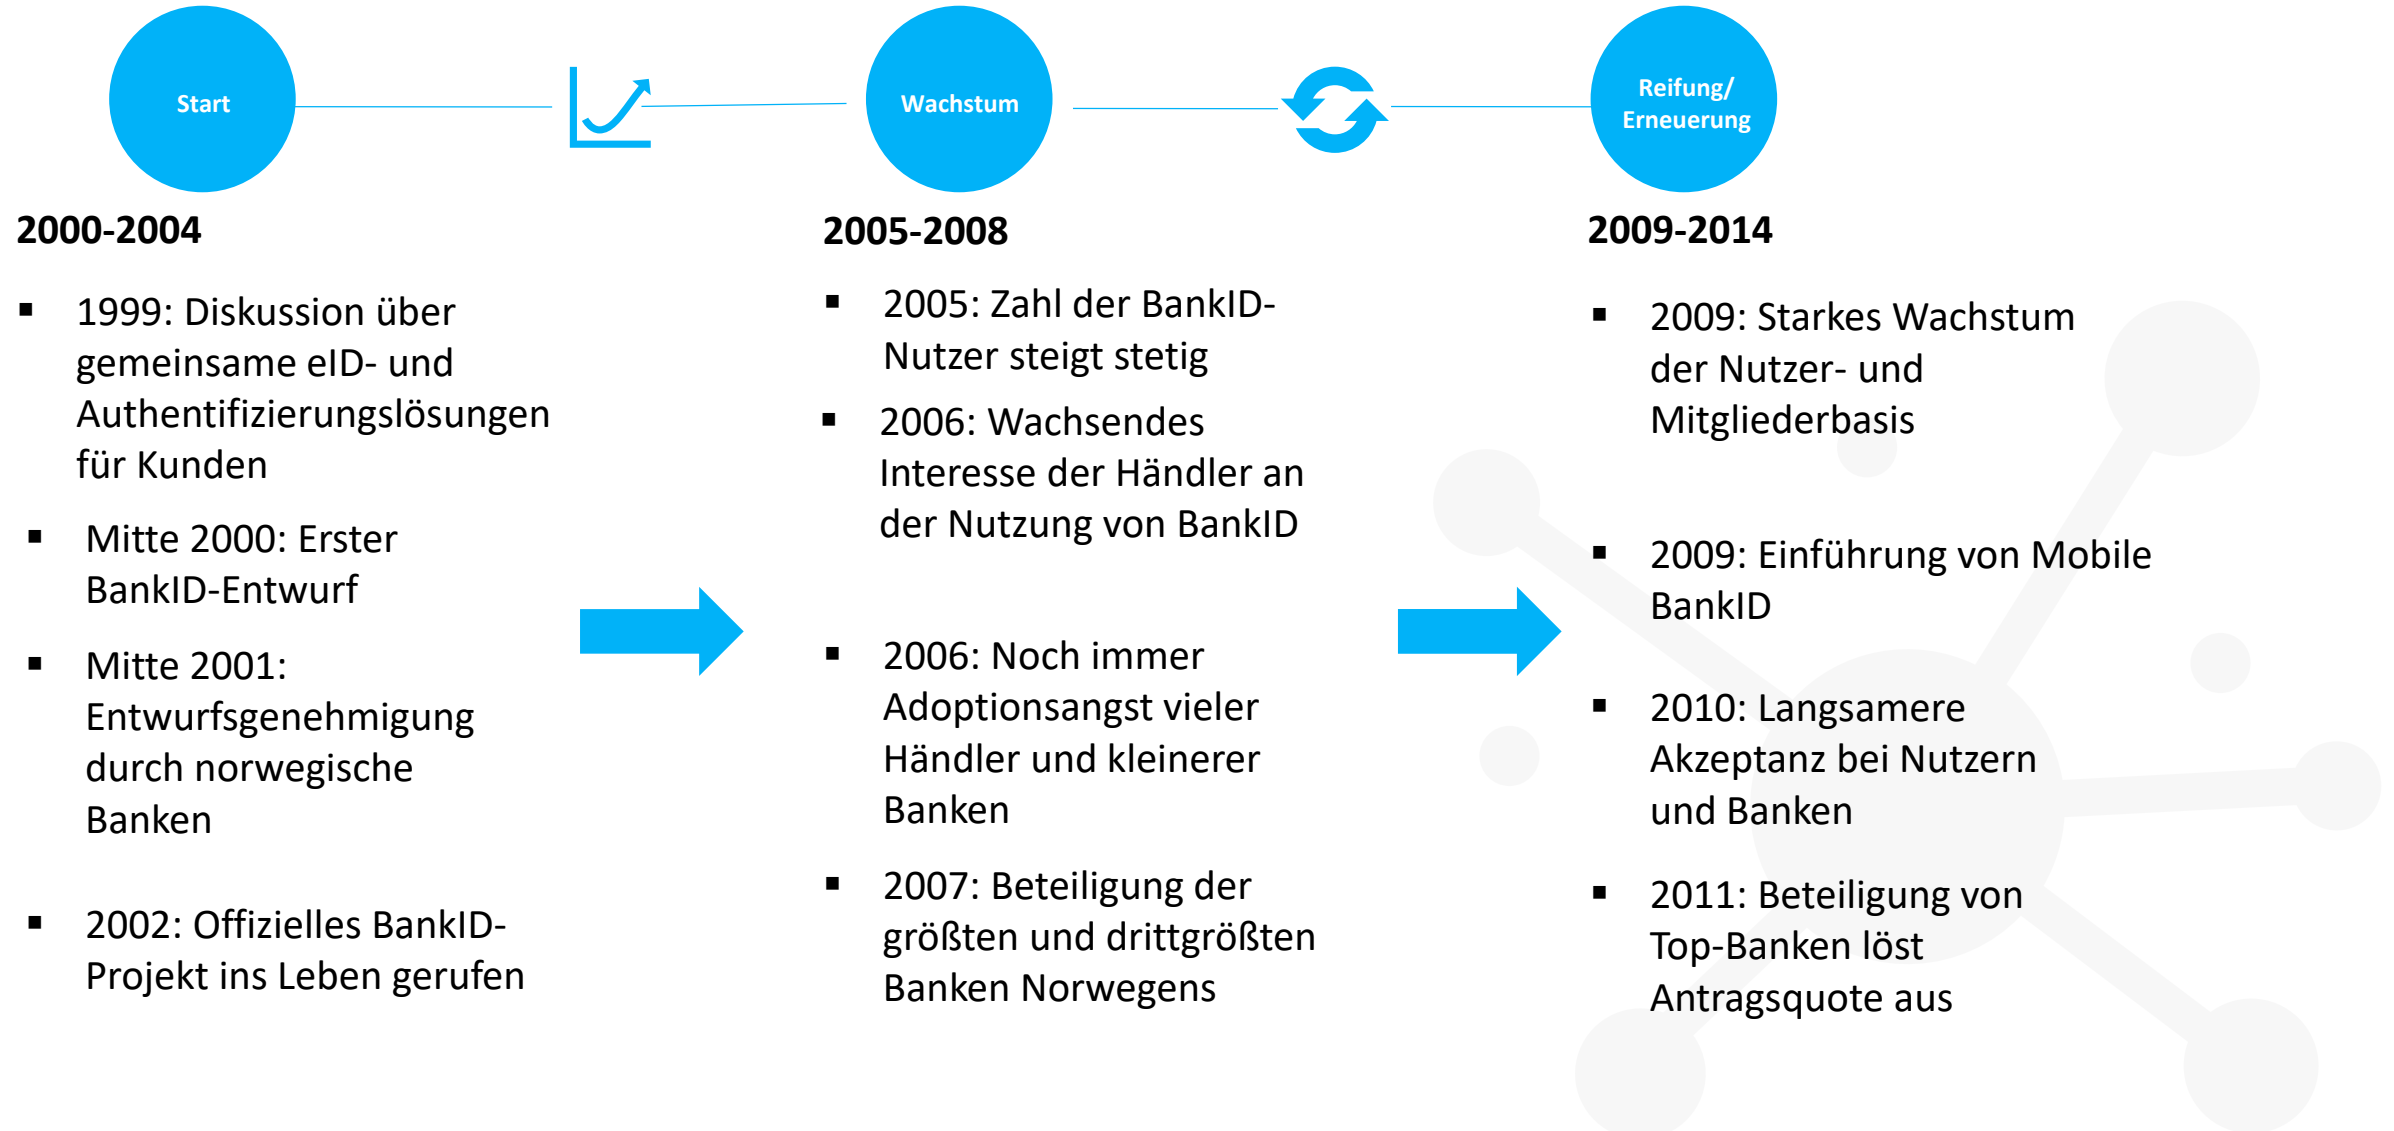 Start
Wachstum
Reifung/
Erneuerung
2000-2004
▪ 1999: Diskussion über
gemeinsame eID- und
Authentifizierungslösungen
für Kunden
▪ Mitte 2000: Erster
BankID-Entwurf
▪ Mitte 2001:
Entwurfsgenehmigung
durch norwegische
Banken
▪ 2002: Offizielles BankID-
Projekt ins Leben gerufen
2005-2008
▪ 2005: Zahl der BankID-
Nutzer steigt stetig
▪ 2006: Wachsendes
Interesse der Händler an
der Nutzung von BankID
▪ 2006: Noch immer
Adoptionsangst vieler
Händler und kleinerer
Banken
▪ 2007: Beteiligung der
größten und drittgrößten
Banken Norwegens
2009-2014
▪ 2009: Starkes Wachstum
der Nutzer- und
Mitgliederbasis
▪ 2009: Einführung von Mobile
BankID
▪ 2010: Langsamere
Akzeptanz bei Nutzern
und Banken
▪ 2011: Beteiligung von
Top-Banken löst
Antragsquote aus